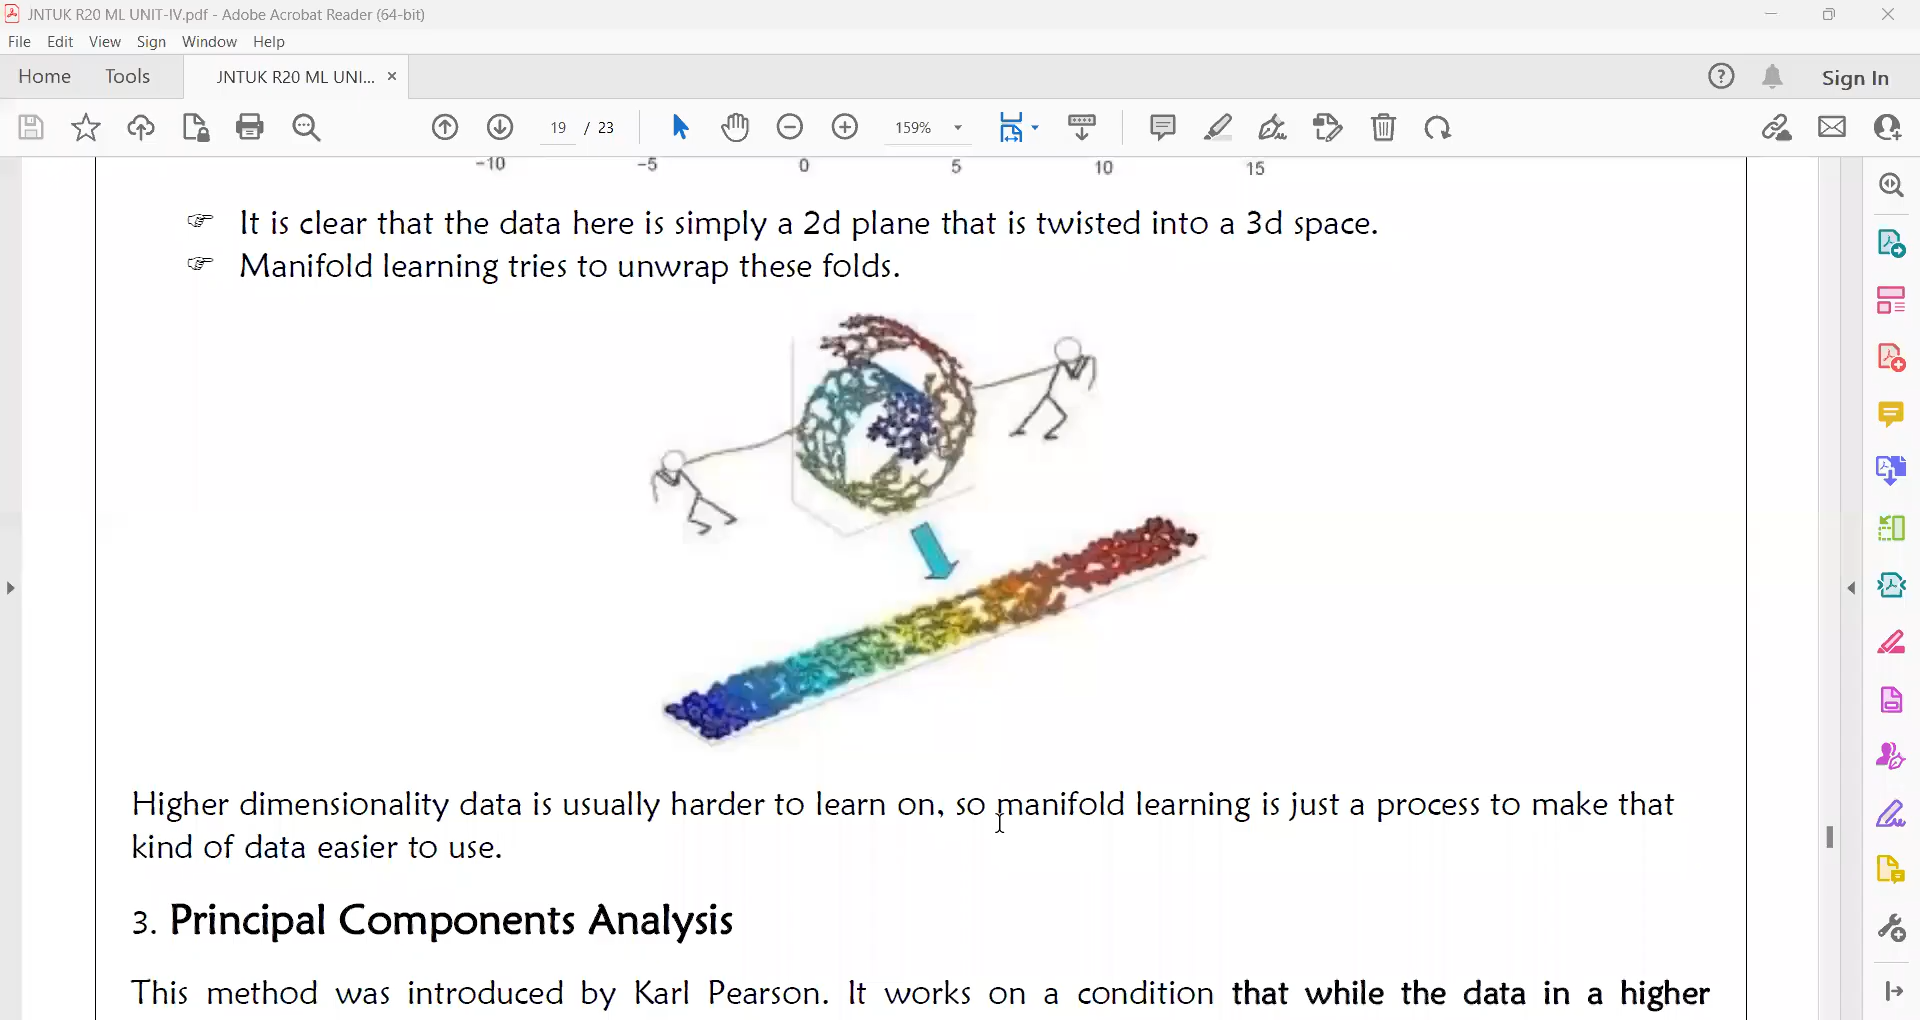 JNTUK R20 ML UNIT-IV.pdf - Adobe Acrobat Reader (64-bit)
File Edit View Sign Window Help
Home Tools JNTUK R20 ML UNI... × Sign In
19 / 23 159%
-10 -5 0 5 10 15
☞ It is clear that the data here is simply a 2d plane that is twisted into a 3d space.
☞ Manifold learning tries to unwrap these folds.
Higher dimensionality data is usually harder to learn on, so manifold learning is just a process to make that
kind of data easier to use.
3. Principal Components Analysis
This method was introduced by Karl Pearson. It works on a condition that while the data in a higher